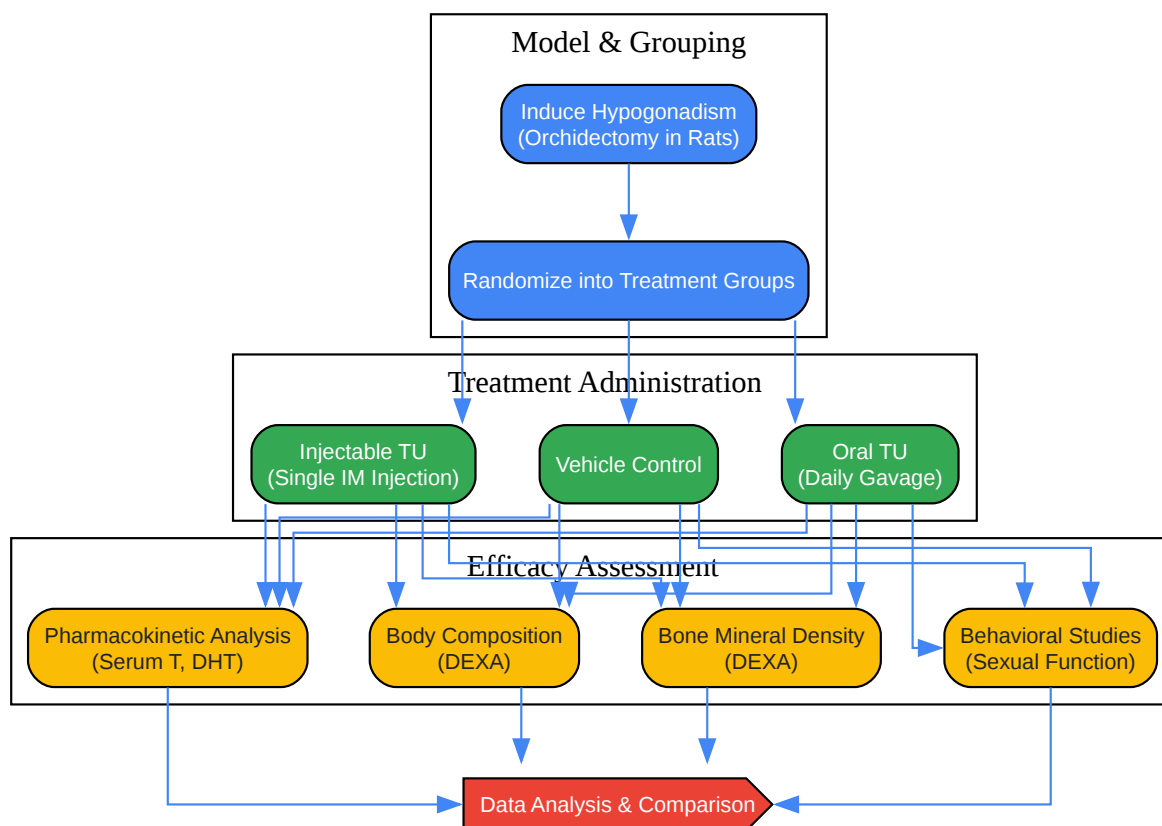 Model & Grouping
Induce Hypogonadism
(Orchidectomy in Rats)
Randomize into Treatment Groups
Treatment Administration
Injectable TU
(Single IM Injection)
Vehicle Control
Oral TU
(Daily Gavage)
Efficacy Assessment
Pharmacokinetic Analysis
(Serum T, DHT)
Body Composition
(DEXA)
Bone Mineral Density
(DEXA)
Behavioral Studies
(Sexual Function)
Data Analysis & Comparison